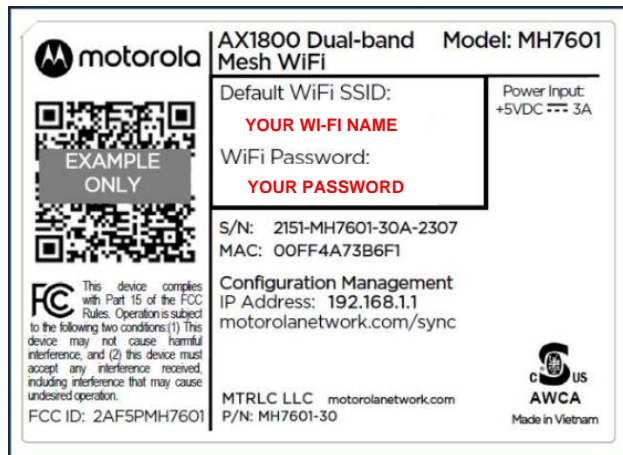 motorola
AX1800 Dual-band
Mesh WiFi
Model: MH7601
EXAMPLE
ONLY
Default WiFi SSID:
YOUR WI-FI NAME
WiFi Password:
YOUR PASSWORD
Power Input:
+5VDC ⎓ 3A
S/N: 2151-MH7601-30A-2307
MAC: 00FF4A73B6F1
Configuration Management
IP Address: 192.168.1.1
motorolanetwork.com/sync
FC
This device complies
with Part 15 of the FCC
Rules. Operation is subject
to the following two conditions:(1) This
device may not cause harmful
interference, and (2) this device must
accept any interference received,
including interference that may cause
undesired operation.
FCC ID: 2AF5PMH7601
MTRLC LLC motorolanetwork.com
P/N: MH7601-30
C US
AWCA
Made in Vietnam